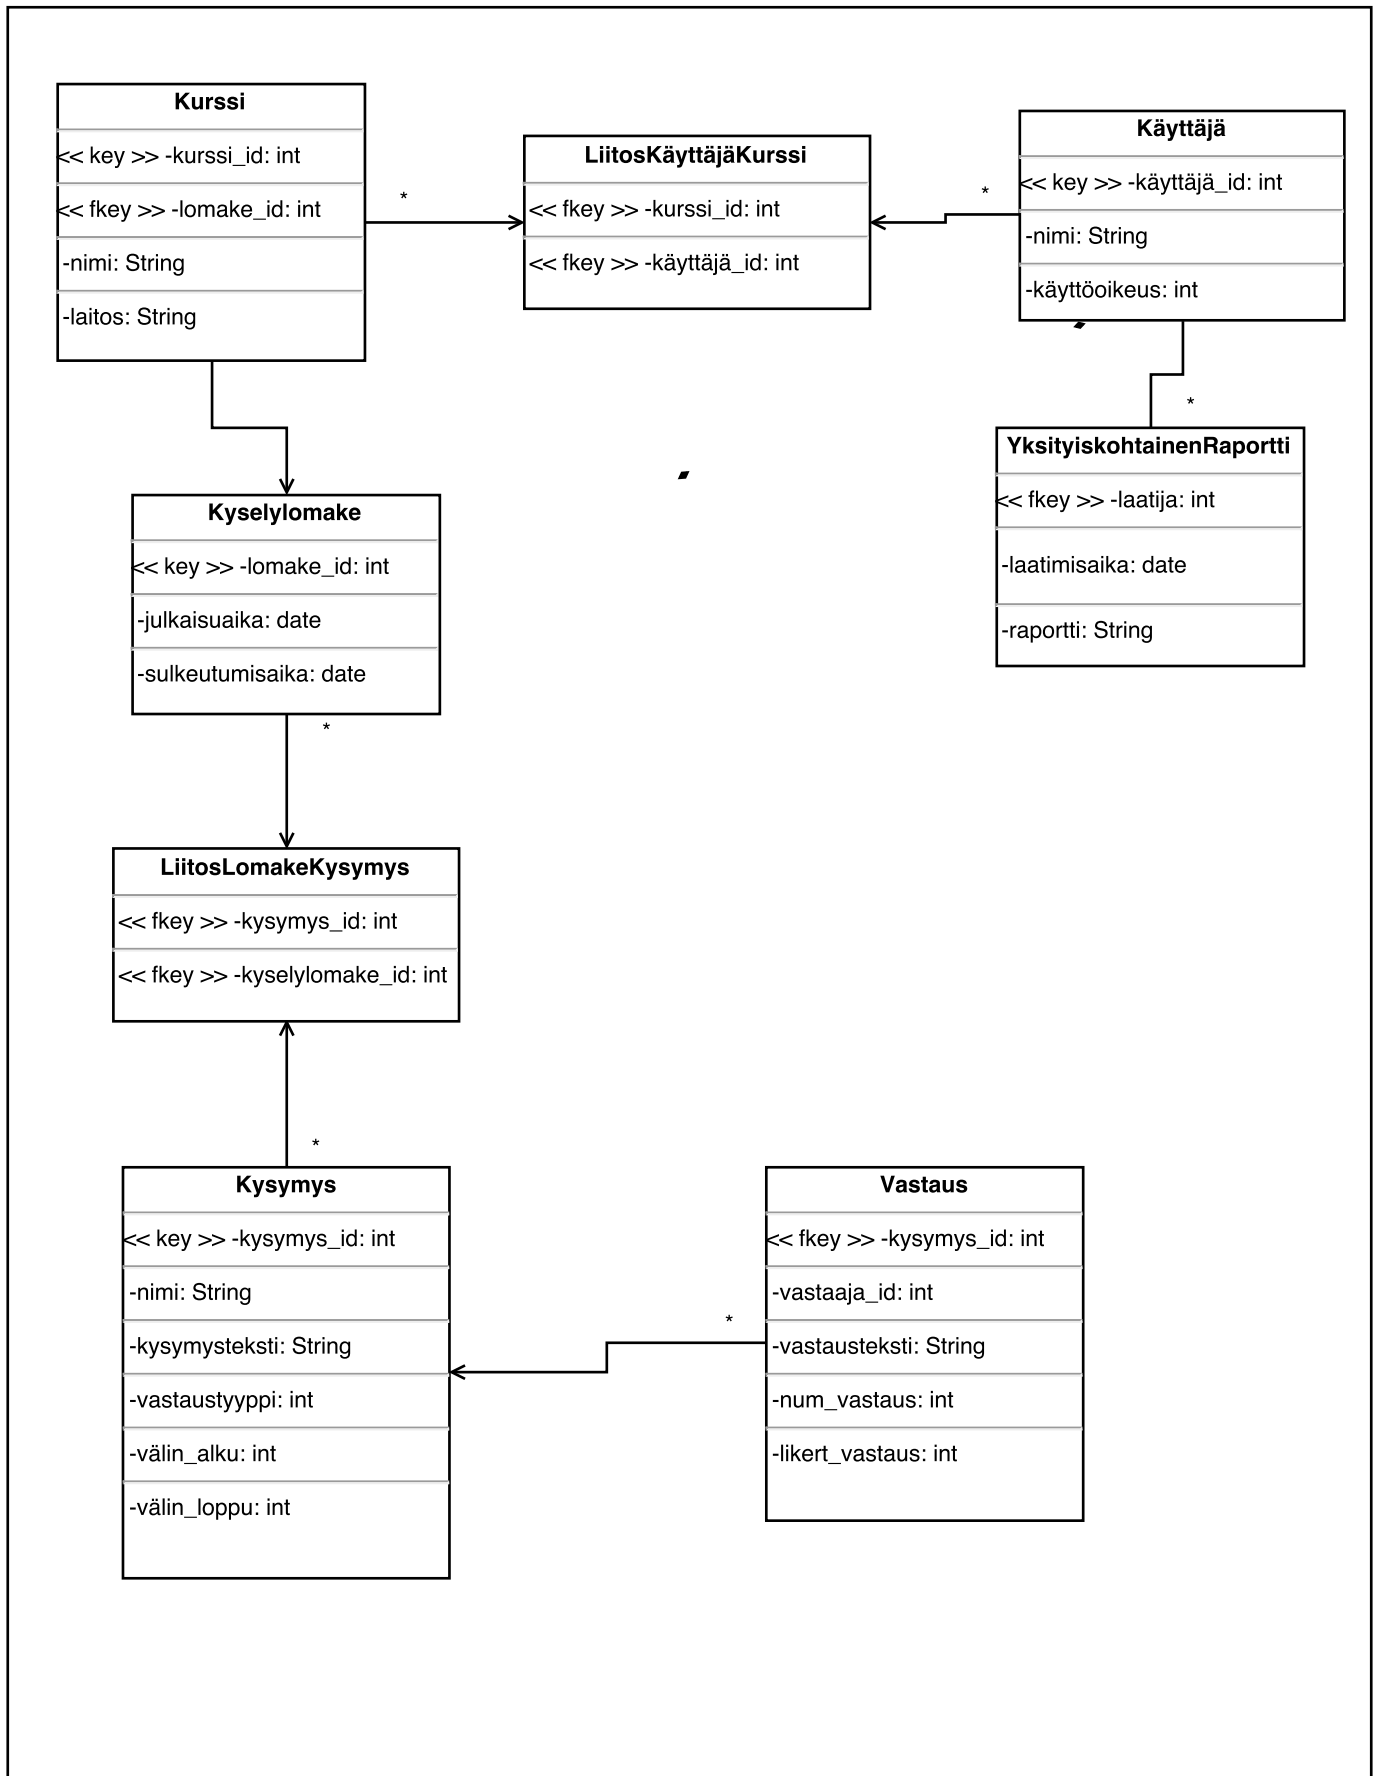 Kurssi
<< key >> -kurssi_id: int
<< fkey >> -lomake_id: int
-nimi: String
-laitos: String
*
LiitosKäyttäjäKurssi
<< fkey >> -kurssi_id: int
<< fkey >> -käyttäjä_id: int
*
Käyttäjä
<< key >> -käyttäjä_id: int
-nimi: String
-käyttöoikeus: int
*
YksityiskohtainenRaportti
<< fkey >> -laatija: int
-laatimisaika: date
-raportti: String
Kyselylomake
<< key >> -lomake_id: int
-julkaisuaika: date
-sulkeutumisaika: date
*
LiitosLomakeKysymys
<< fkey >> -kysymys_id: int
<< fkey >> -kyselylomake_id: int
*
Kysymys
<< key >> -kysymys_id: int
-nimi: String
-kysymysteksti: String
-vastaustyyppi: int
-välin_alku: int
-välin_loppu: int
*
Vastaus
<< fkey >> -kysymys_id: int
-vastaaja_id: int
-vastausteksti: String
-num_vastaus: int
-likert_vastaus: int